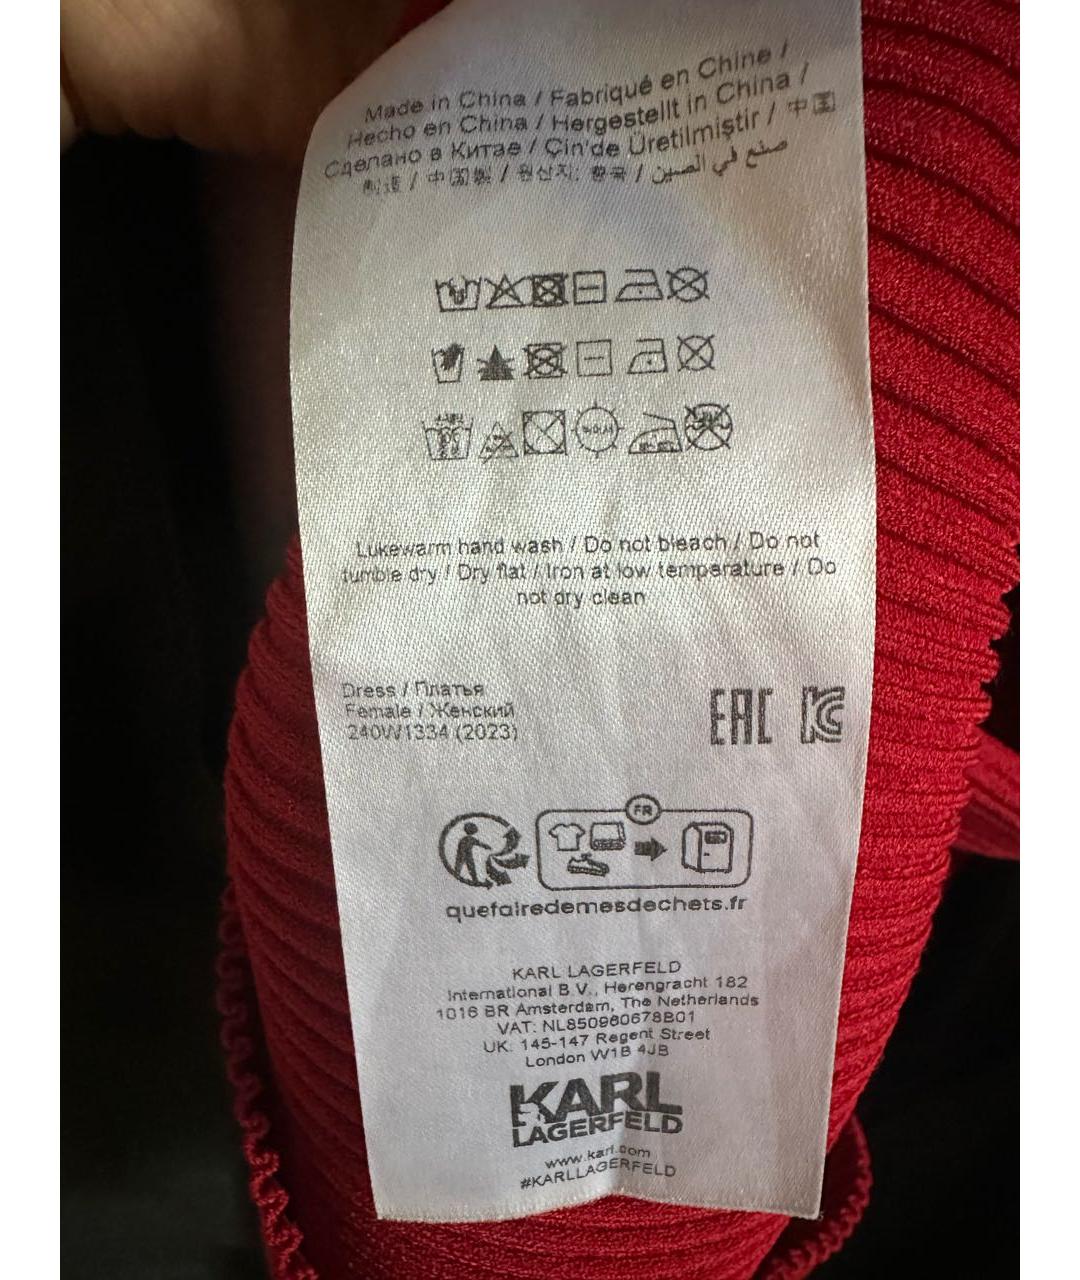 Made in China / Fabriqué en Chine /
Hecho en China / Hergestellt in China /
Сделано в Китае / Çin'de Üretilmiştir / 中国
制造 / 中国製 / 원산지: 중국 / صنع في الصين
Lukewarm hand wash / Do not bleach / Do not
tumble dry / Dry flat / Iron at low temperature / Do
not dry clean
Dress / Платья
Female / Женский
240W1334 (2023)
EAC KC
FR
quefairedemesdechets.fr
KARL LAGERFELD
International B.V., Herengracht 182
1016 BR Amsterdam, The Netherlands
VAT: NL850980678B01
UK: 145-147 Regent Street
London W1B 4JB
KARL
LAGERFELD
www.karl.com
#KARLLAGERFELD